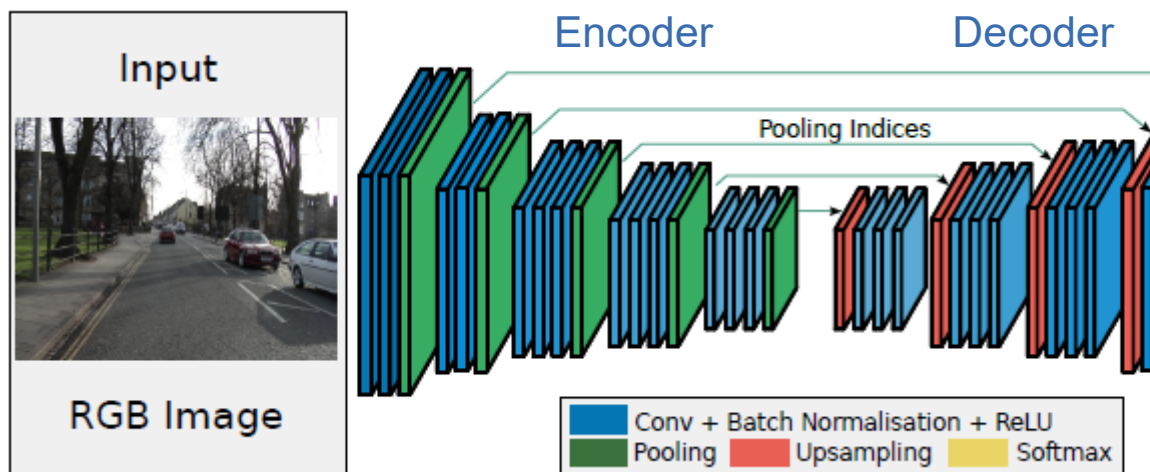 Input
RGB Image
Encoder
Decoder
Pooling Indices
Conv + Batch Normalisation + ReLU
Pooling
Upsampling
Softmax